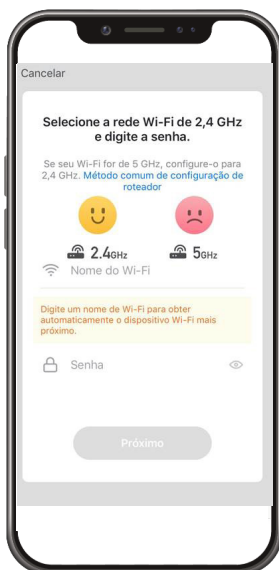 Cancelar
Selecione a rede Wi-Fi de 2,4 GHz
e digite a senha.
Se seu Wi-Fi for de 5 GHz, configure-o para
2,4 GHz. Método comum de configuração de
roteador
2.4GHz 5GHz
Nome do Wi-Fi
Digite um nome de Wi-Fi para obter
automaticamente o dispositivo Wi-Fi mais
próximo.
Senha
Próximo